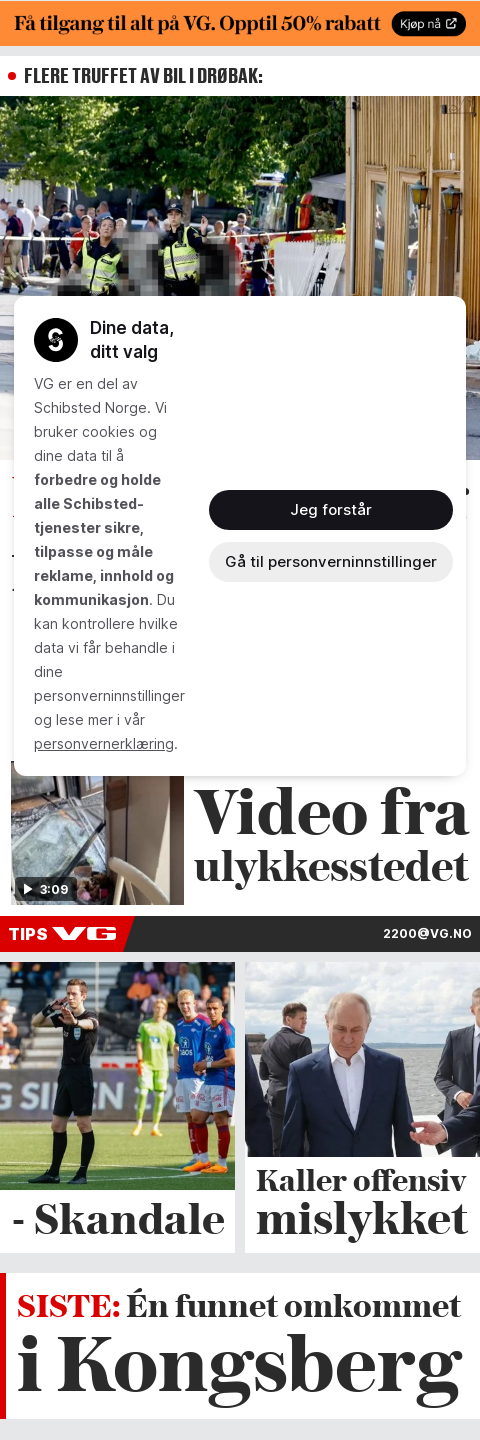 Få tilgang til alt på VG. Opptil 50% rabatt
Kjøp nå
FLERE TRUFFET AV BIL I DRØBAK:
Dine data,
ditt valg
VG er en del av
Schibsted Norge. Vi
bruker cookies og
dine data til å
forbedre og holde
alle Schibsted-
tjenester sikre,
tilpasse og måle
reklame, innhold og
kommunikasjon. Du
kan kontrollere hvilke
data vi får behandle i
dine
personverninnstillinger
og lese mer i vår
personvernerklæring.
Jeg forstår
Gå til personverninnstillinger
Video fra
ulykkesstedet
3:09
TIPS VG
2200@VG.NO
- Skandale
Kaller offensiv
mislykket
SISTE: Én funnet omkommet
i Kongsberg